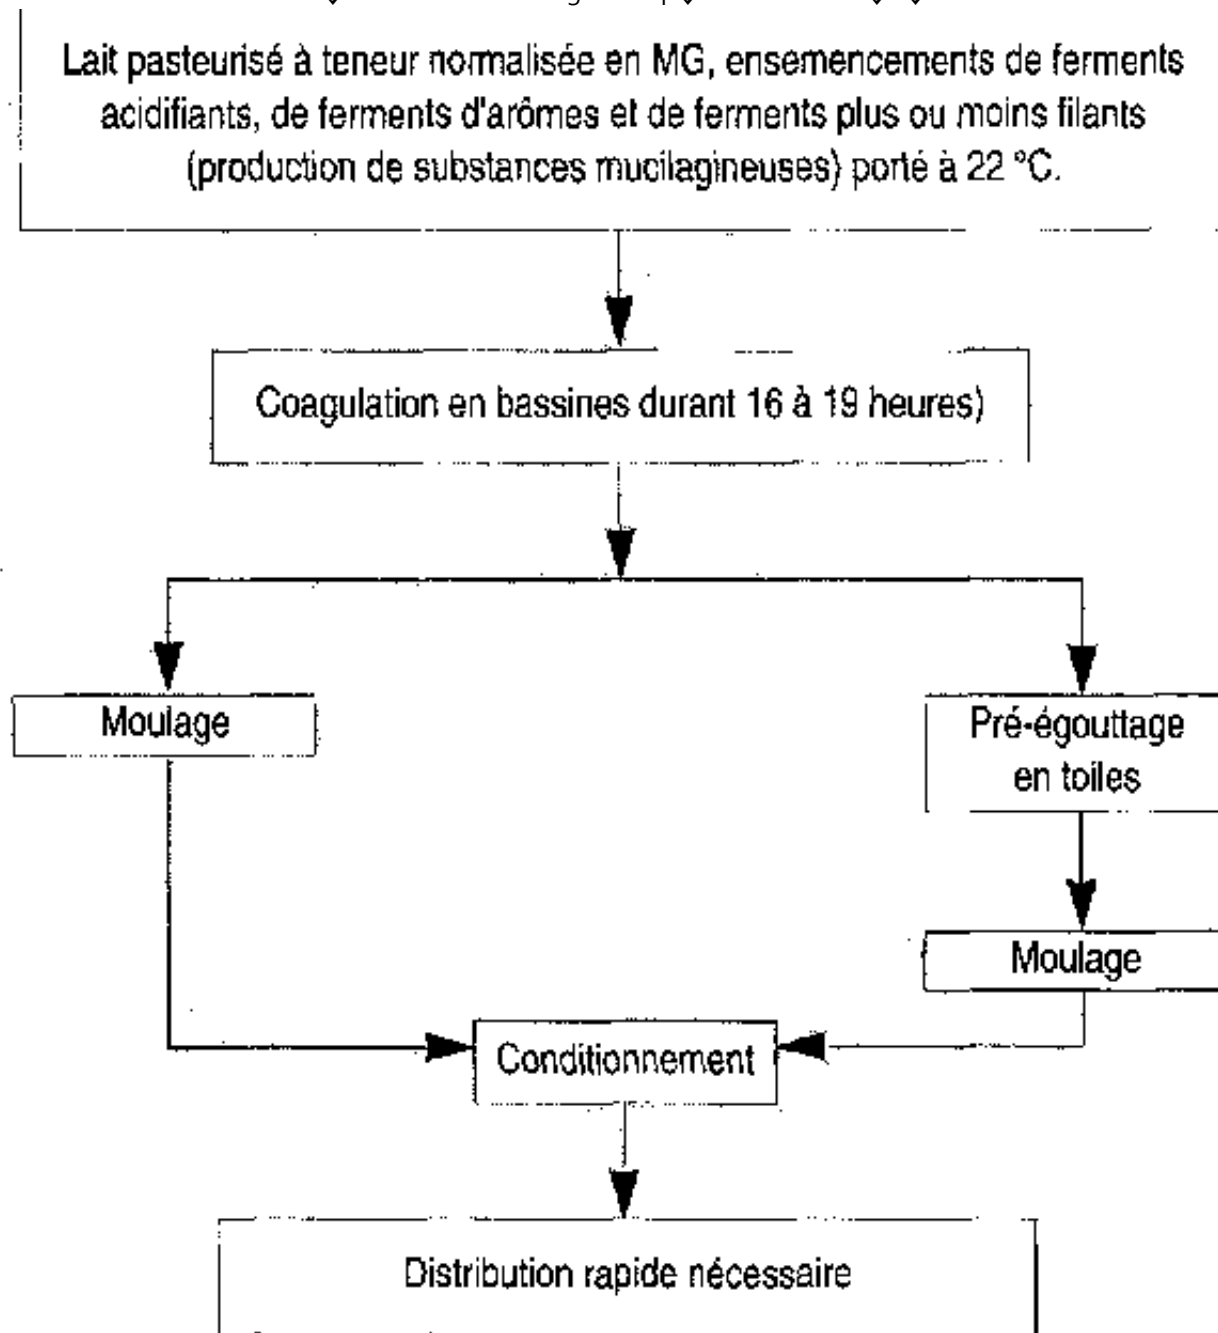 Lait pasteurisé à teneur normalisée en MG, ensemencements de ferments
acidifiants, de ferments d'arômes et de ferments plus ou moins filants
(production de substances mucilagineuses) porté à 22 °C.
Coagulation en bassines durant 16 à 19 heures)
Moulage
Pré-égouttage
en toiles
Moulage
Conditionnement
Distribution rapide nécessaire